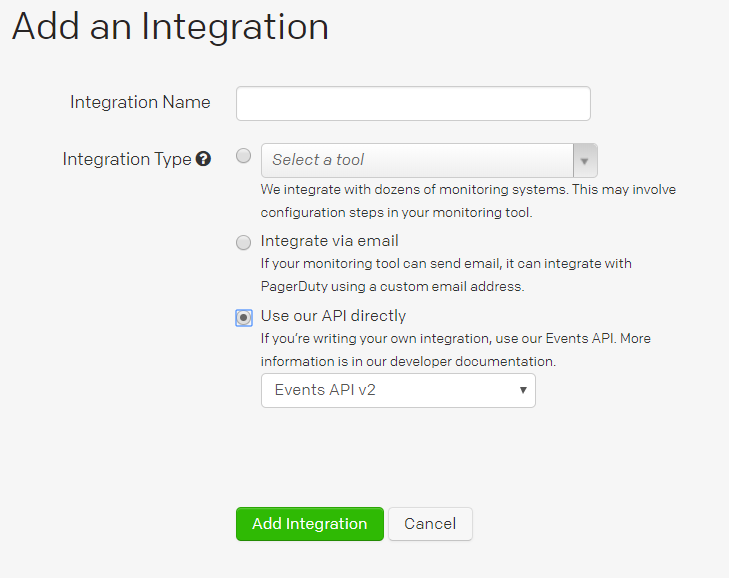 Add an Integration
Integration Name
Integration Type ?
Select a tool
We integrate with dozens of monitoring systems. This may involve
configuration steps in your monitoring tool.
Integrate via email
If your monitoring tool can send email, it can integrate with
PagerDuty using a custom email address.
Use our API directly
If you're writing your own integration, use our Events API. More
information is in our developer documentation.
Events API v2
Add Integration Cancel